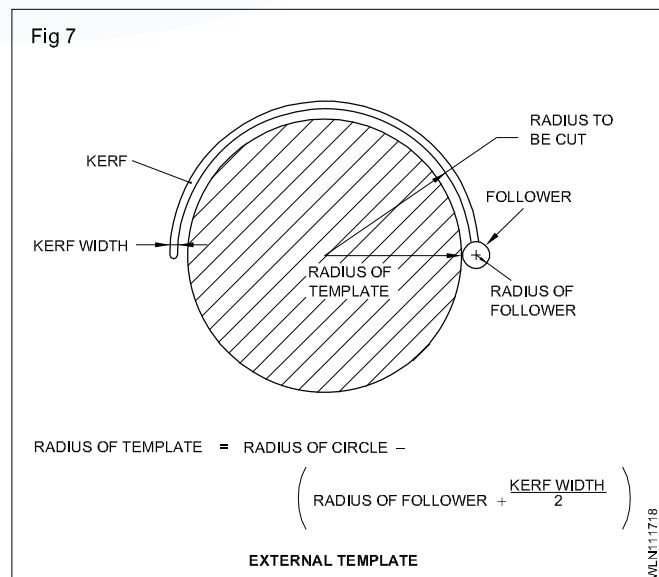 Fig 7
RADIUS TO
BE CUT
KERF
FOLLOWER
KERF WIDTH
RADIUS OF
TEMPLATE
RADIUS OF
FOLLOWER
RADIUS OF TEMPLATE = RADIUS OF CIRCLE –
( RADIUS OF FOLLOWER + KERF WIDTH / 2 )
EXTERNAL TEMPLATE
WLN111718